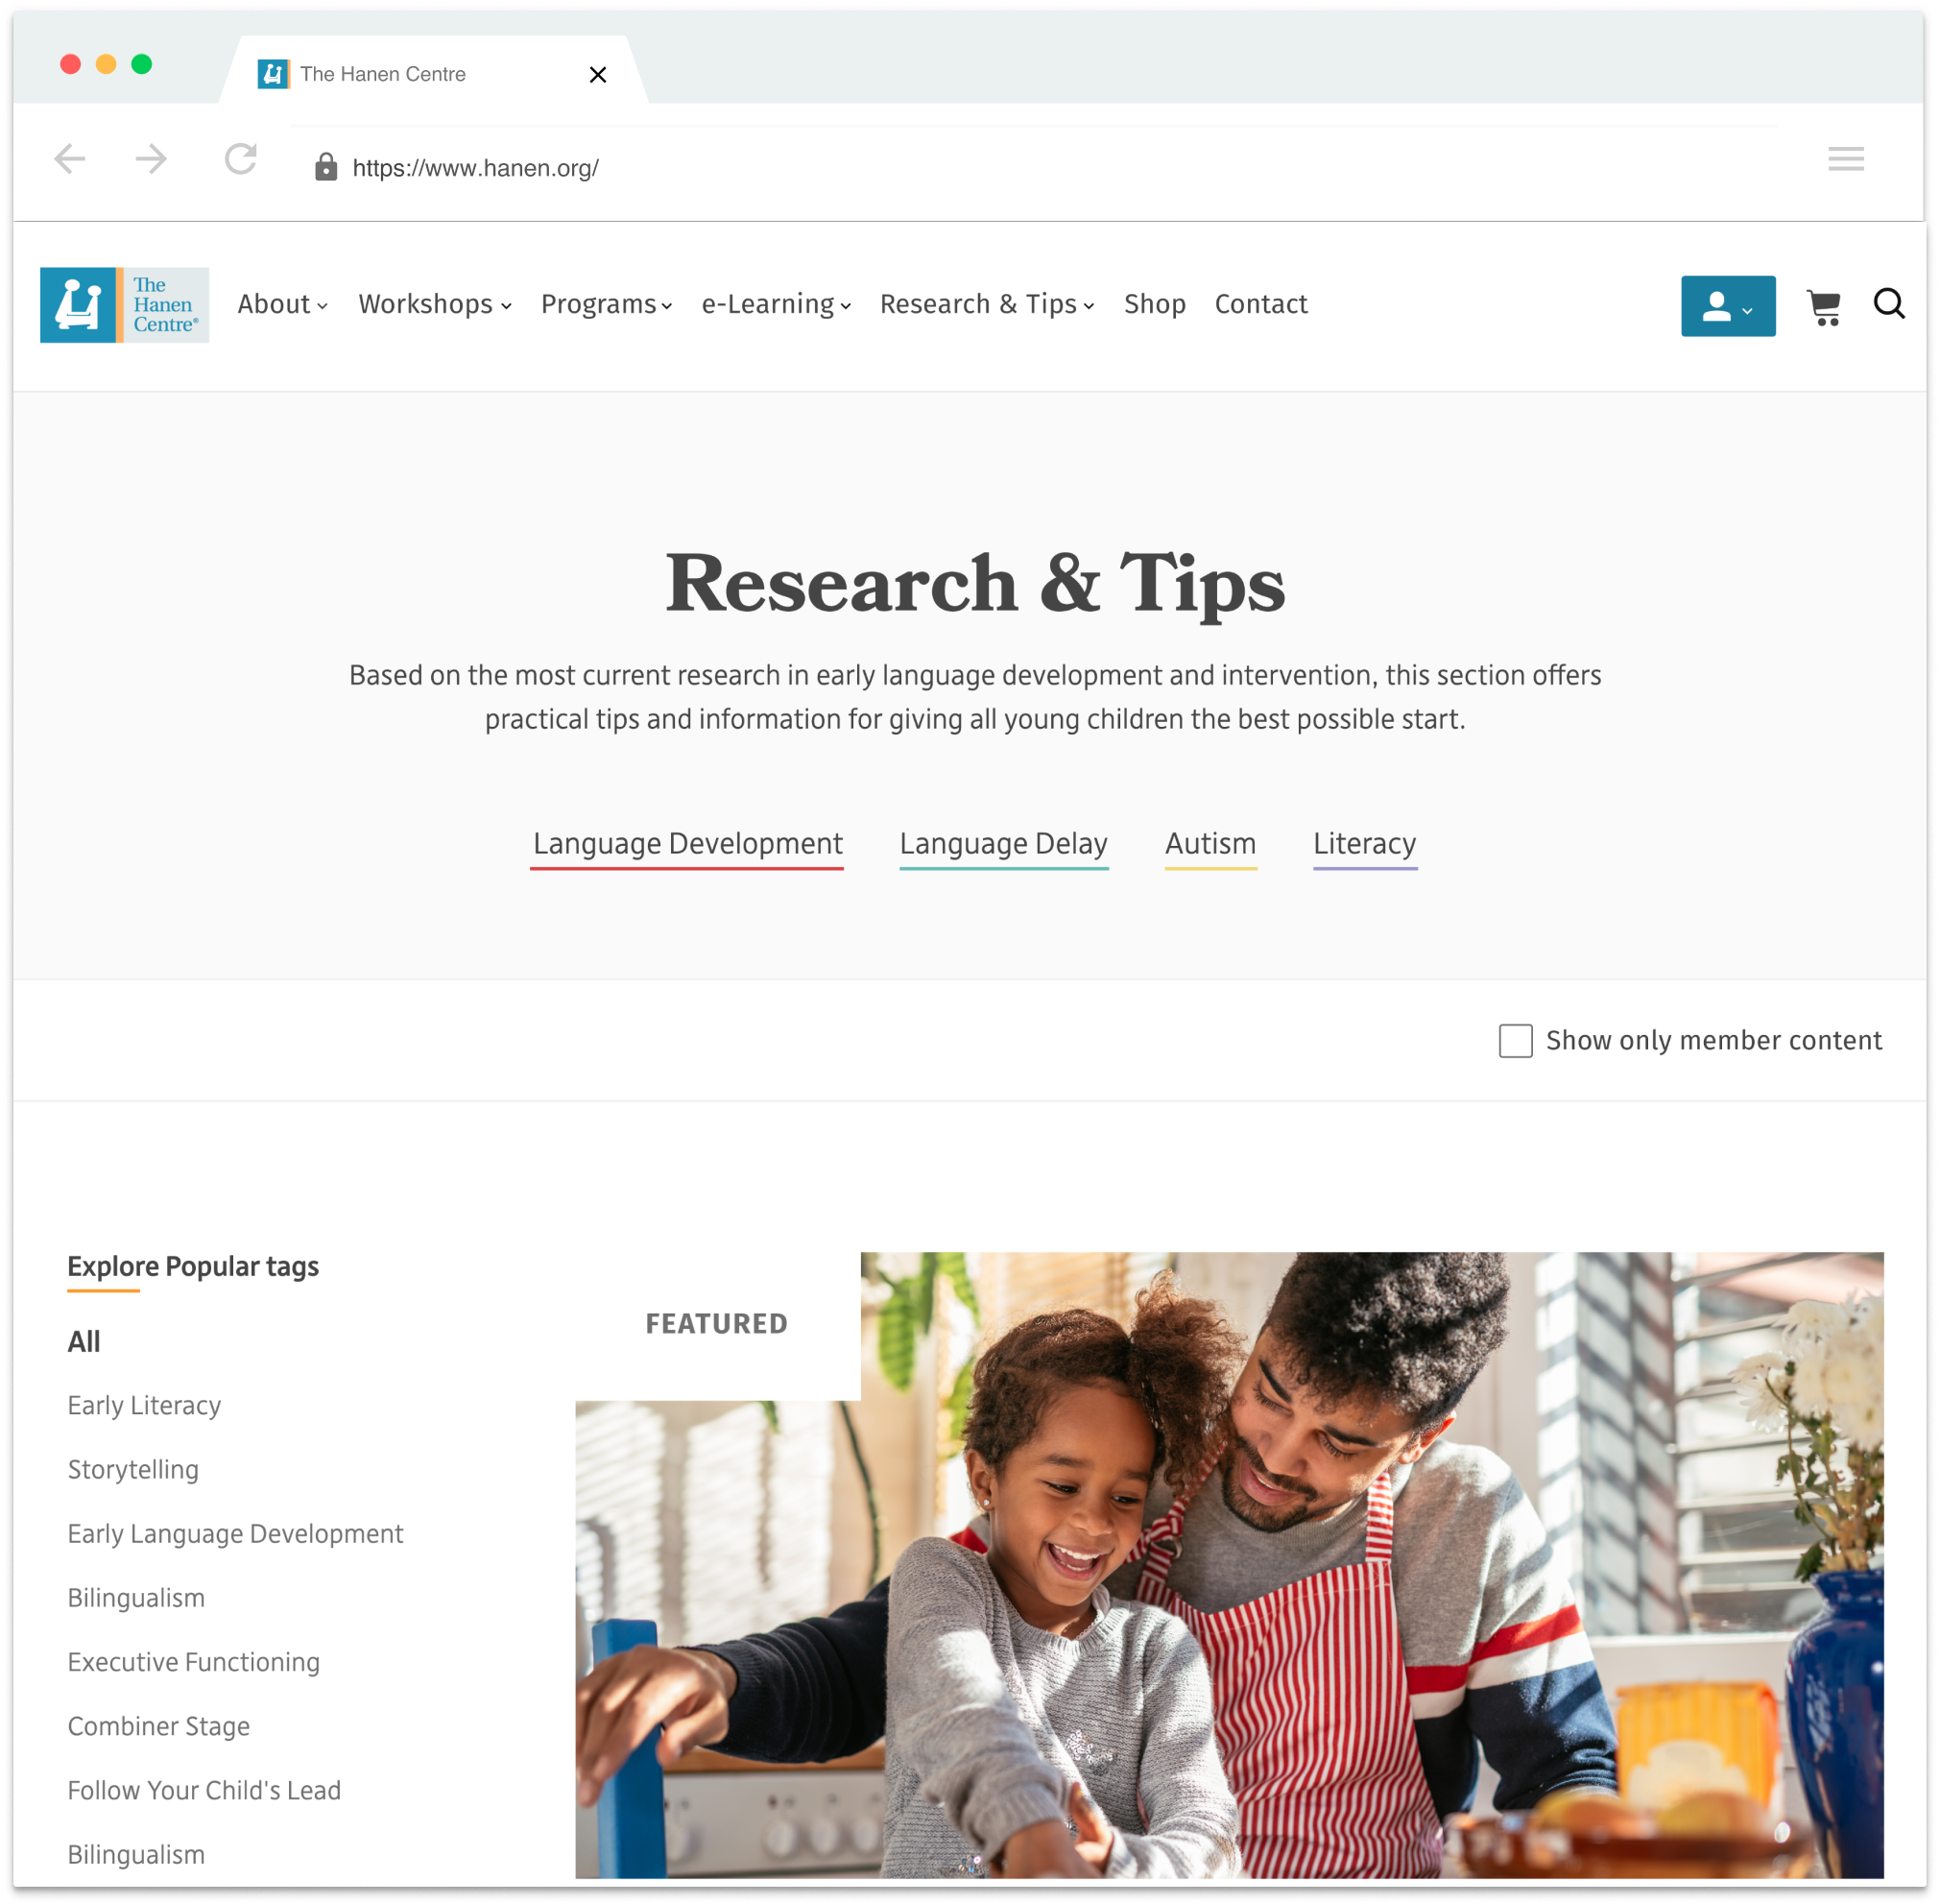 The Hanen Centre
https://www.hanen.org/
The
Hanen
Centre®
About Workshops Programs e-Learning Research & Tips Shop Contact
Research & Tips
Based on the most current research in early language development and intervention, this section offers
practical tips and information for giving all young children the best possible start.
Language Development Language Delay Autism Literacy
Show only member content
Explore Popular tags
All
Early Literacy
Storytelling
Early Language Development
Bilingualism
Executive Functioning
Combiner Stage
Follow Your Child's Lead
Bilingualism
FEATURED